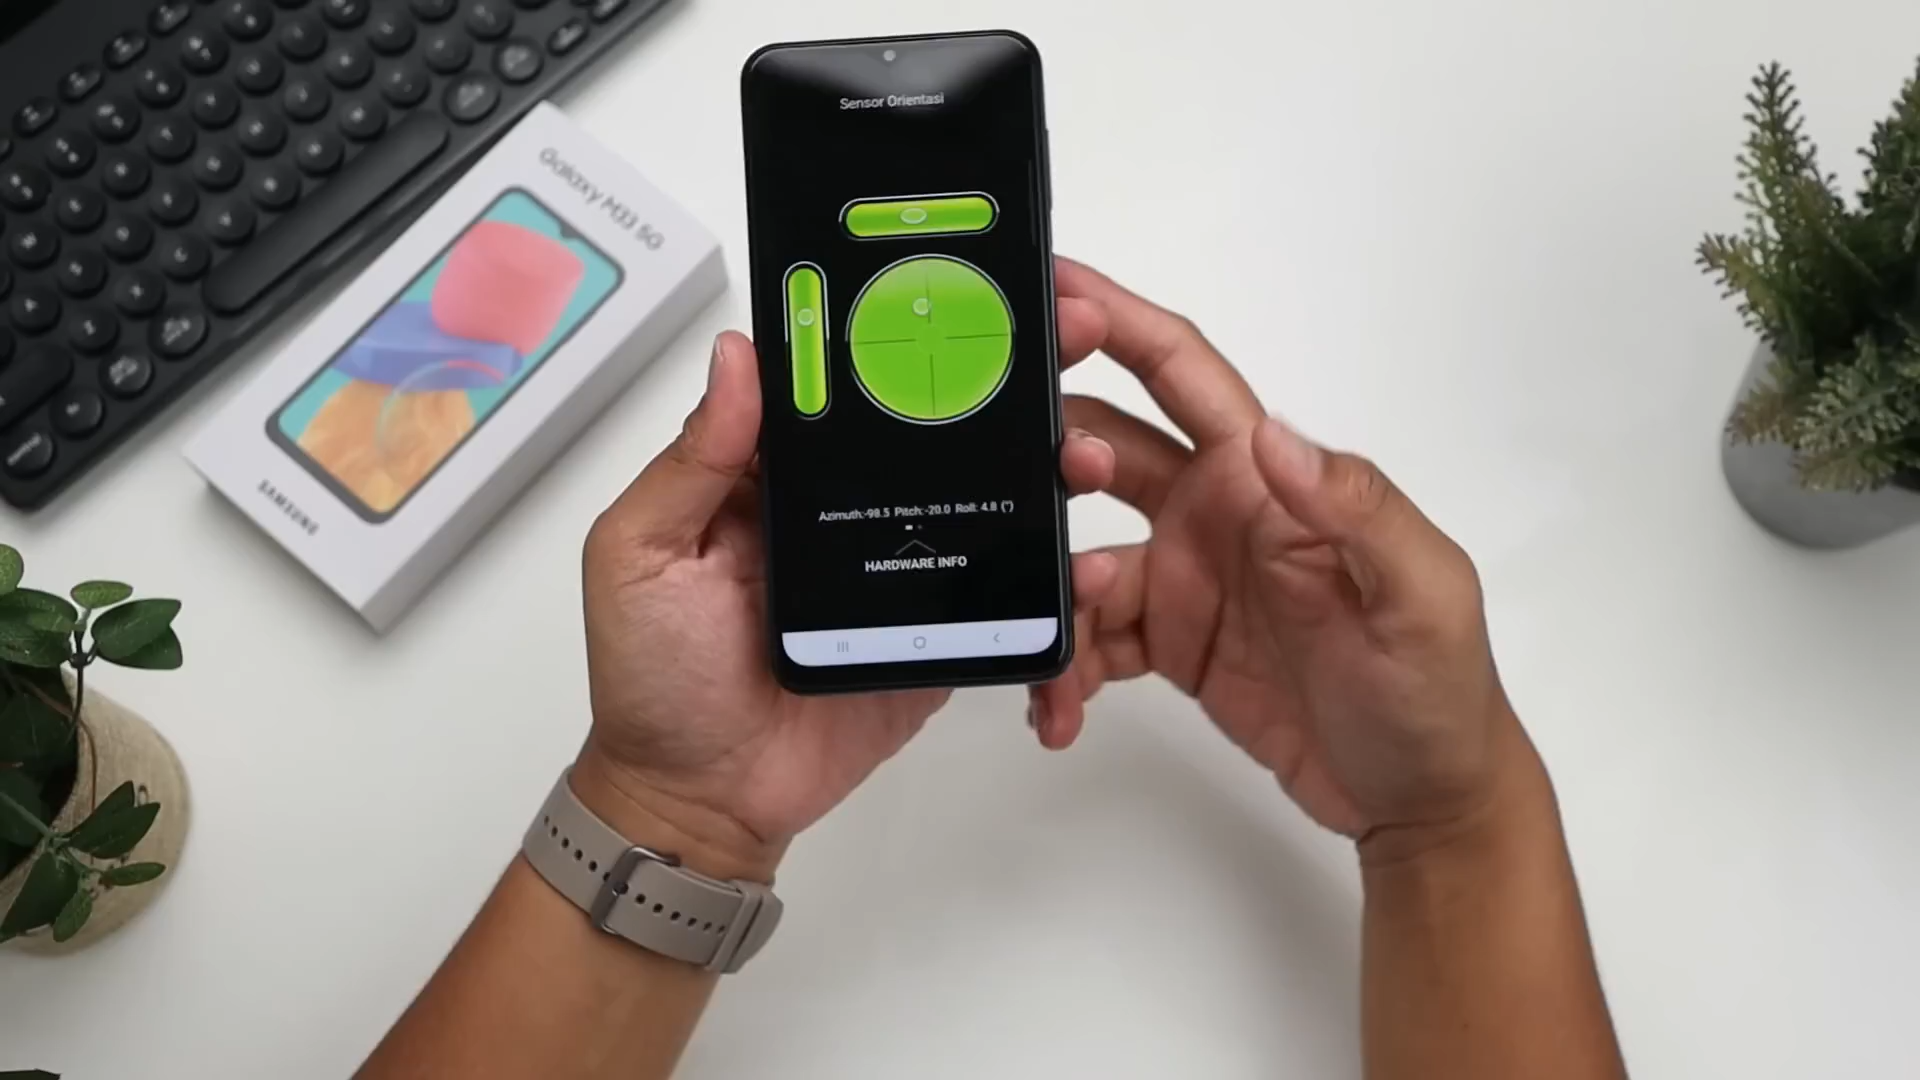 Sensor Orientasi
Galaxy M33 5G
SAMSUNG
Azimuth:-98.5 Pitch:-20.0 Roll: 4.8 (°)
HARDWARE INFO